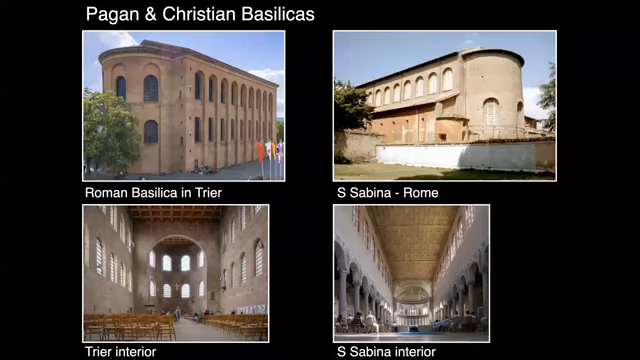 Pagan & Christian Basilicas
Roman Basilica in Trier
S Sabina - Rome
Trier interior
S Sabina interior